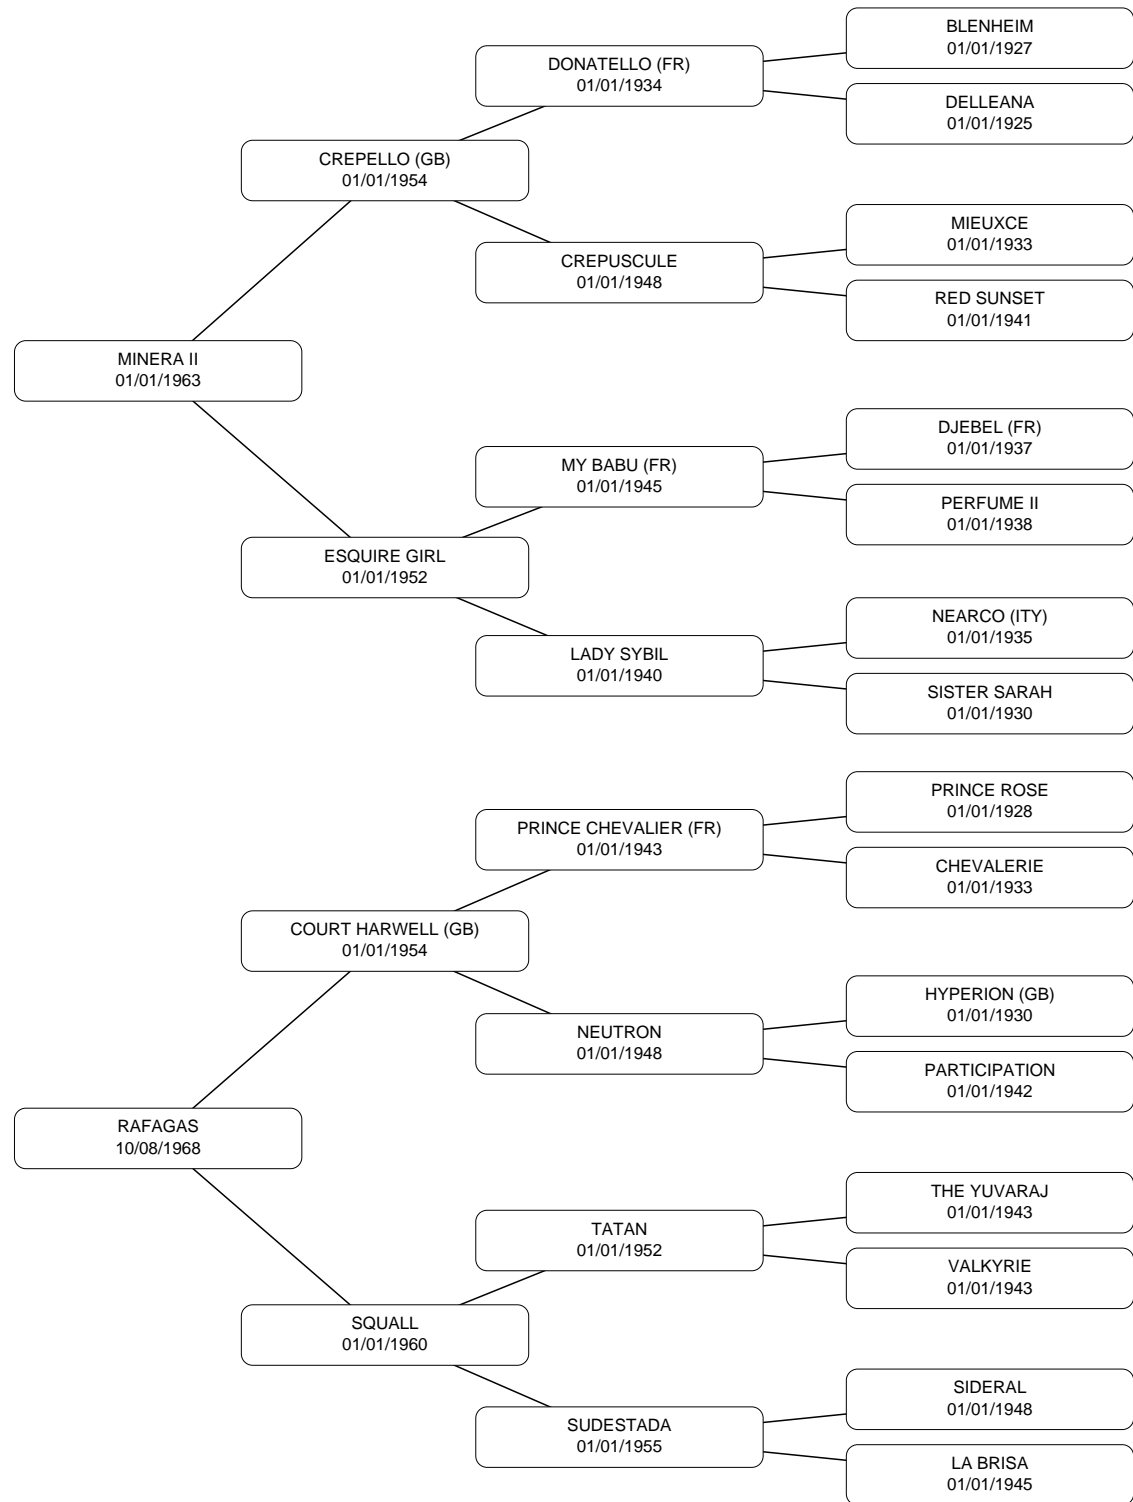 BLENHEIM
01/01/1927
DONATELLO (FR)
01/01/1934
DELLEANA
01/01/1925
CREPELLO (GB)
01/01/1954
MIEUXCE
01/01/1933
CREPUSCULE
01/01/1948
RED SUNSET
01/01/1941
MINERA II
01/01/1963
DJEBEL (FR)
01/01/1937
MY BABU (FR)
01/01/1945
PERFUME II
01/01/1938
ESQUIRE GIRL
01/01/1952
NEARCO (ITY)
01/01/1935
LADY SYBIL
01/01/1940
SISTER SARAH
01/01/1930
PRINCE ROSE
01/01/1928
PRINCE CHEVALIER (FR)
01/01/1943
CHEVALERIE
01/01/1933
COURT HARWELL (GB)
01/01/1954
HYPERION (GB)
01/01/1930
NEUTRON
01/01/1948
PARTICIPATION
01/01/1942
RAFAGAS
10/08/1968
THE YUVARAJ
01/01/1943
TATAN
01/01/1952
VALKYRIE
01/01/1943
SQUALL
01/01/1960
SIDERAL
01/01/1948
SUDESTADA
01/01/1955
LA BRISA
01/01/1945